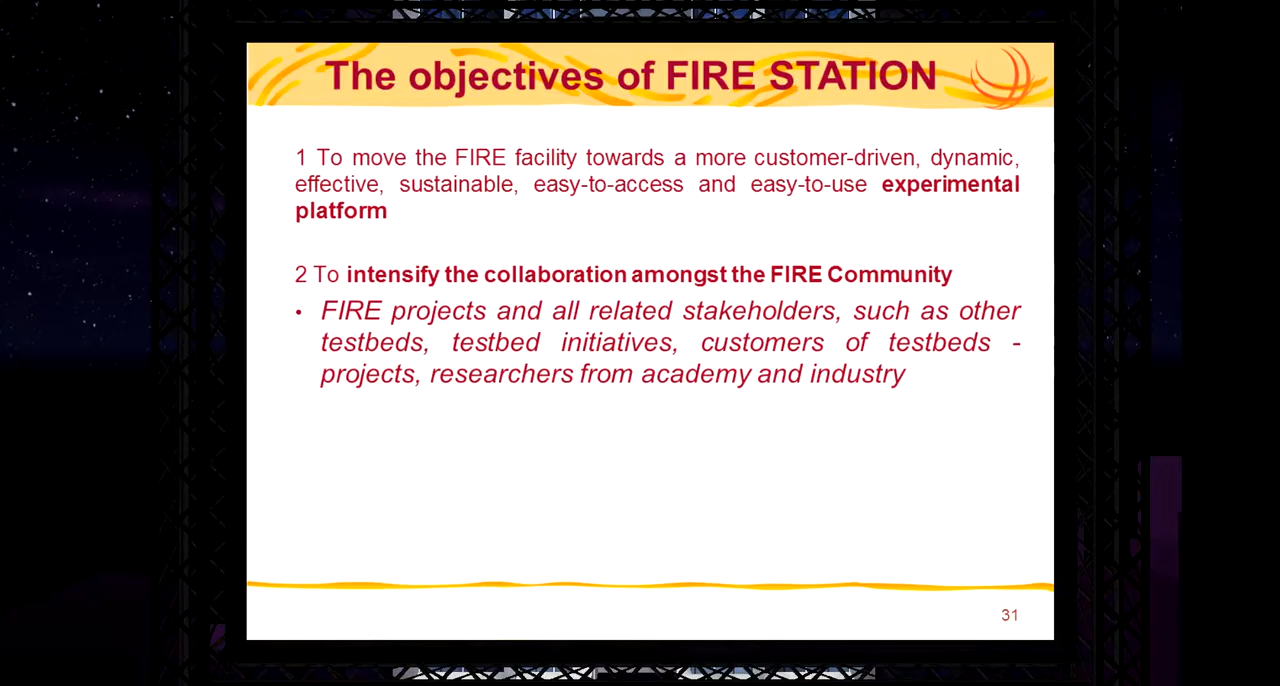 The objectives of FIRE STATION
1 To move the FIRE facility towards a more customer-driven, dynamic,
effective, sustainable, easy-to-access and easy-to-use experimental
platform
2 To intensify the collaboration amongst the FIRE Community
• FIRE projects and all related stakeholders, such as other
testbeds, testbed initiatives, customers of testbeds -
projects, researchers from academy and industry
31